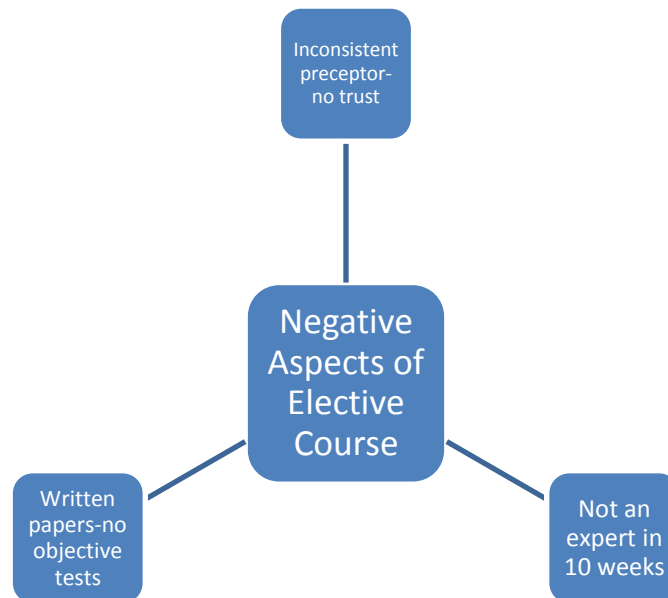 Inconsistent
preceptor-
no trust
Negative
Aspects of
Elective
Course
Written
papers-no
objective
tests
Not an
expert in
10 weeks